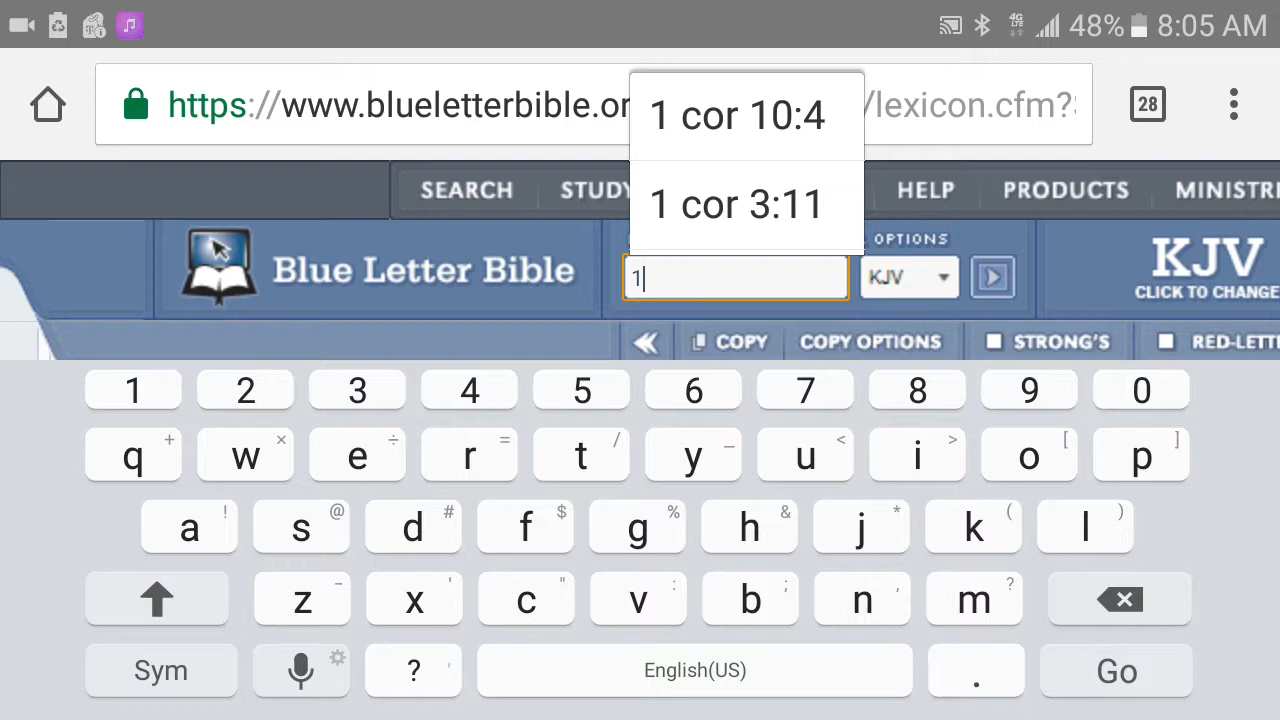 48% 8:05 AM
https://www.blueletterbible.or /lexicon.cfm?
28
1 cor 10:4
1 cor 3:11
SEARCH STUDY HELP PRODUCTS MINISTRI
OPTIONS
Blue Letter Bible
1
KJV
KJV
CLICK TO CHANGE
COPY COPY OPTIONS STRONG'S RED-LETT
1 2 3 4 5 6 7 8 9 0
q + w × e ÷ r = t / y _ u < i > o [ p ]
a ! s @ d # f $ g % h & j * k ( l )
z - x ' c " v : b ; n , m ?
Sym ? , English(US) . Go